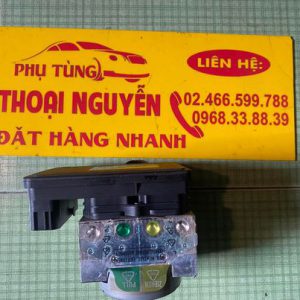 PHỤ TÙNG
LIÊN HỆ:
THOẠI NGUYỄN
02.466.599.788
0968.33.88.39
ĐẶT HÀNG NHANH